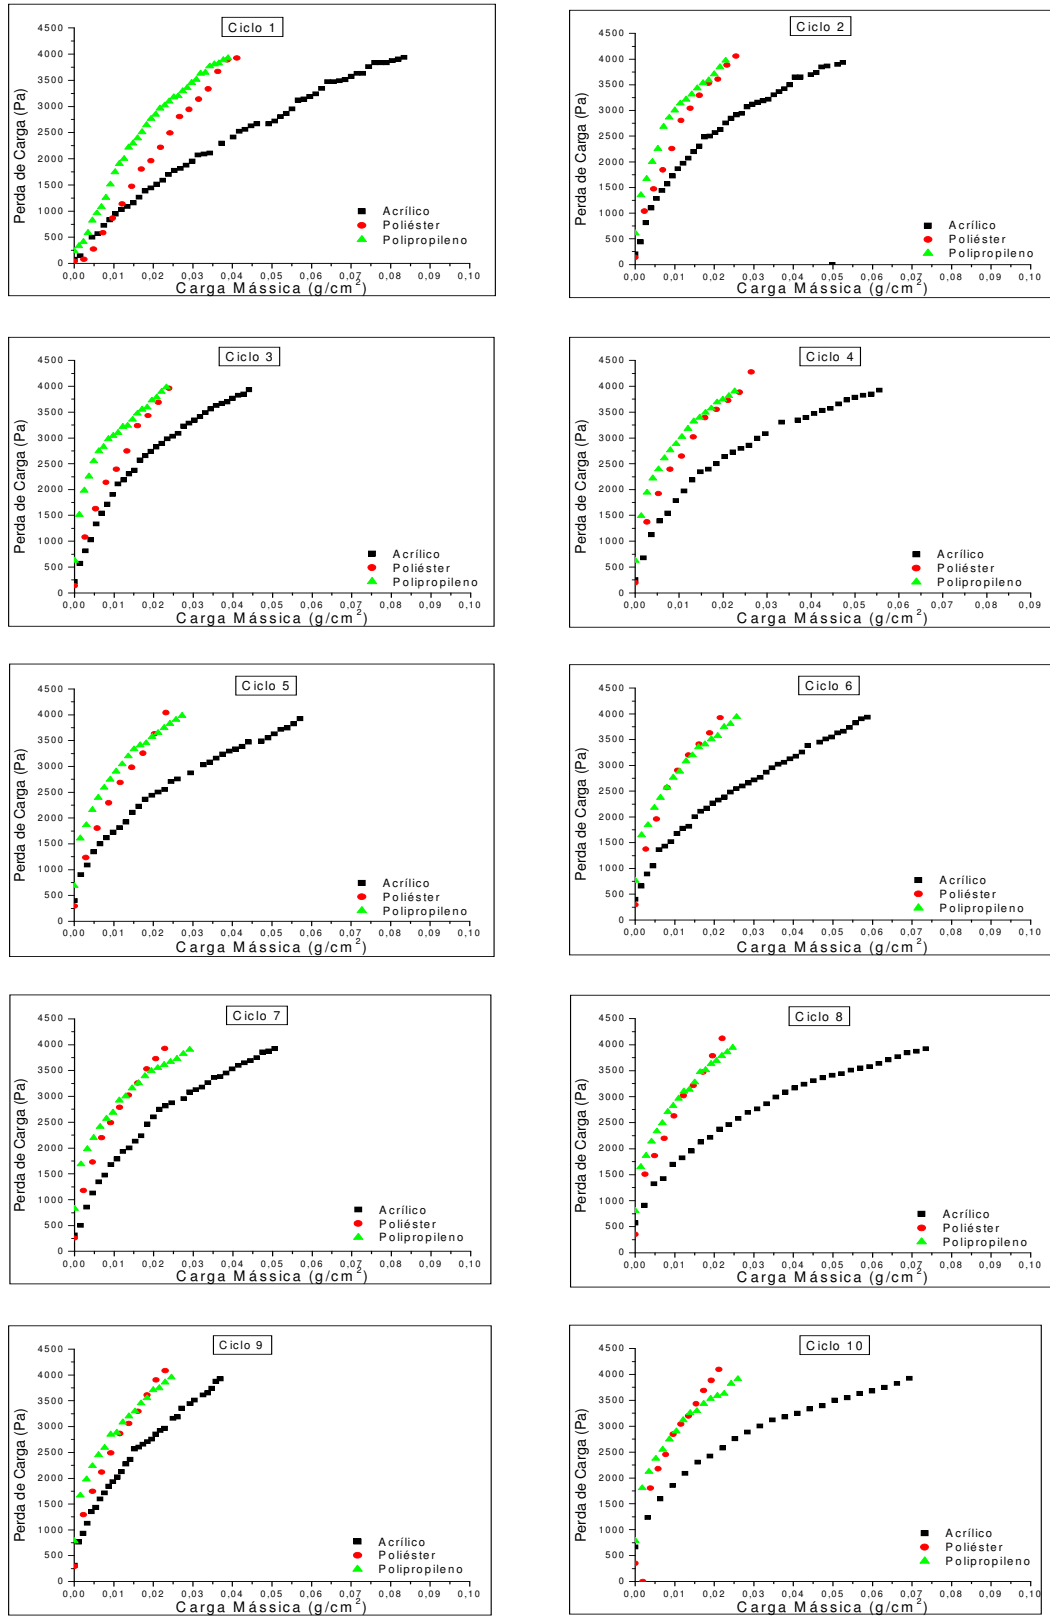 Ciclo 1
Perda de Carga (Pa)
4500
4000
3500
3000
2500
2000
1500
1000
500
0
Acrílico
Poliéster
Polipropileno
0,00 0,01 0,02 0,03 0,04 0,05 0,06 0,07 0,08 0,09 0,10
Carga Mássica (g/cm²)
Ciclo 2
Perda de Carga (Pa)
4500
4000
3500
3000
2500
2000
1500
1000
500
0
Acrílico
Poliéster
Polipropileno
0,00 0,01 0,02 0,03 0,04 0,05 0,06 0,07 0,08 0,09 0,10
Carga Mássica (g/cm²)
Ciclo 3
Perda de Carga (Pa)
4500
4000
3500
3000
2500
2000
1500
1000
500
0
Acrílico
Poliéster
Polipropileno
0,00 0,01 0,02 0,03 0,04 0,05 0,06 0,07 0,08 0,09 0,10
Carga Mássica (g/cm²)
Ciclo 4
Perda de Carga (Pa)
4500
4000
3500
3000
2500
2000
1500
1000
500
0
Acrílico
Poliéster
Polipropileno
0,00 0,01 0,02 0,03 0,04 0,05 0,06 0,07 0,08 0,09
Carga Mássica (g/cm²)
Ciclo 5
Perda de Carga (Pa)
4500
4000
3500
3000
2500
2000
1500
1000
500
0
Acrílico
Poliéster
Polipropileno
0,00 0,01 0,02 0,03 0,04 0,05 0,06 0,07 0,08 0,09 0,10
Carga Mássica (g/cm²)
Ciclo 6
Perda de Carga (Pa)
4500
4000
3500
3000
2500
2000
1500
1000
500
0
Acrílico
Poliéster
Polipropileno
0,00 0,01 0,02 0,03 0,04 0,05 0,06 0,07 0,08 0,09 0,10
Carga Mássica (g/cm²)
Ciclo 7
Perda de Carga (Pa)
4500
4000
3500
3000
2500
2000
1500
1000
500
0
Acrílico
Poliéster
Polipropileno
0,00 0,01 0,02 0,03 0,04 0,05 0,06 0,07 0,08 0,09 0,10
Carga Mássica (g/cm²)
Ciclo 8
Perda de Carga (Pa)
4500
4000
3500
3000
2500
2000
1500
1000
500
0
Acrílico
Poliéster
Polipropileno
0,00 0,01 0,02 0,03 0,04 0,05 0,06 0,07 0,08 0,09 0,10
Carga Mássica (g/cm²)
Ciclo 9
Perda de Carga (Pa)
4500
4000
3500
3000
2500
2000
1500
1000
500
0
Acrílico
Poliéster
Polipropileno
0,00 0,01 0,02 0,03 0,04 0,05 0,06 0,07 0,08 0,09 0,10
Carga Mássica (g/cm²)
Ciclo 10
Perda de Carga (Pa)
4500
4000
3500
3000
2500
2000
1500
1000
500
0
Acrílico
Poliéster
Polipropileno
0,00 0,01 0,02 0,03 0,04 0,05 0,06 0,07 0,08 0,09 0,10
Carga Mássica (g/cm²)